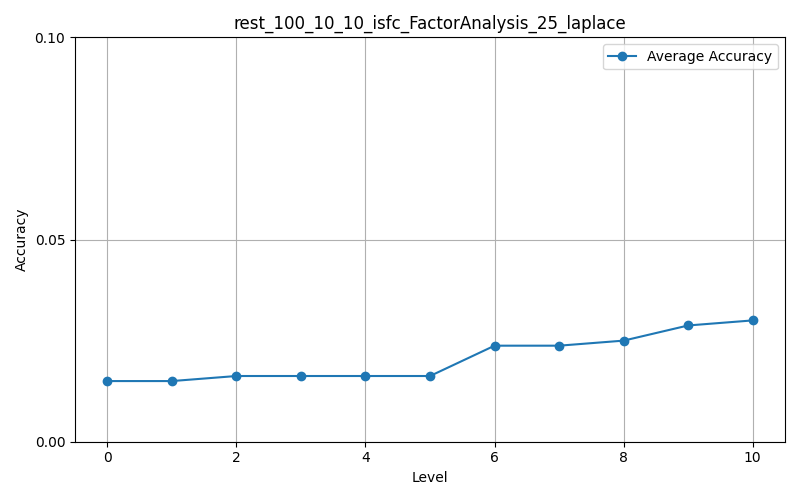 rest_100_10_10_isfc_FactorAnalysis_25_laplace
0.10
Average Accuracy
Accuracy
0.05
0.00
0 2 4 6 8 10
Level